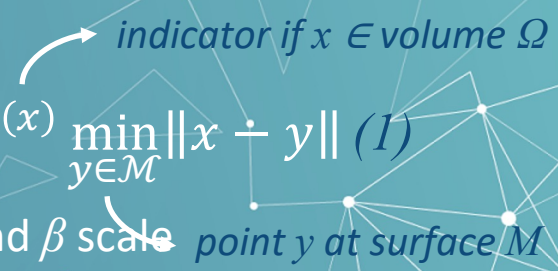 indicator if x ∈ volume Ω
(x) min ‖x − y‖ (1)
y∈ℳ
nd β scale point y at surface M